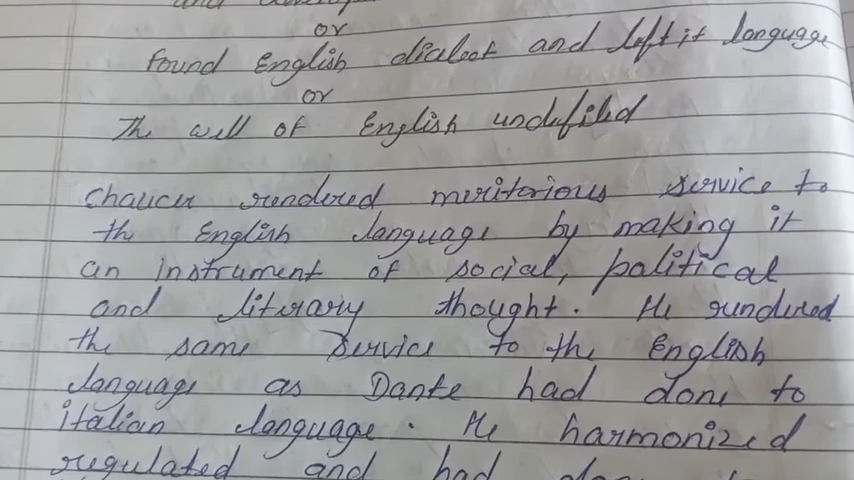 or
found English dialect and left it language
or
The well of English undefiled
Chaucer rendered meritorious service to
the English language by making it
an instrument of social, political
and literary thought. He rendered
the same service to the English
language as Dante had done to
italian language. He harmonized
regulated and had